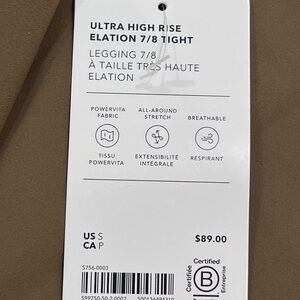 ULTRA HIGH RISE
ELATION 7/8 TIGHT
LEGGING 7/8
À TAILLE TRÈS HAUTE
ELATION
POWERVITA
FABRIC
ALL-AROUND
STRETCH
BREATHABLE
TISSU
POWERVITA
EXTENSIBILITÉ
INTÉGRALE
RESPIRANT
US S
CA P
$89.00
5756-0003
Certified
Certifiée
B
Entreprise